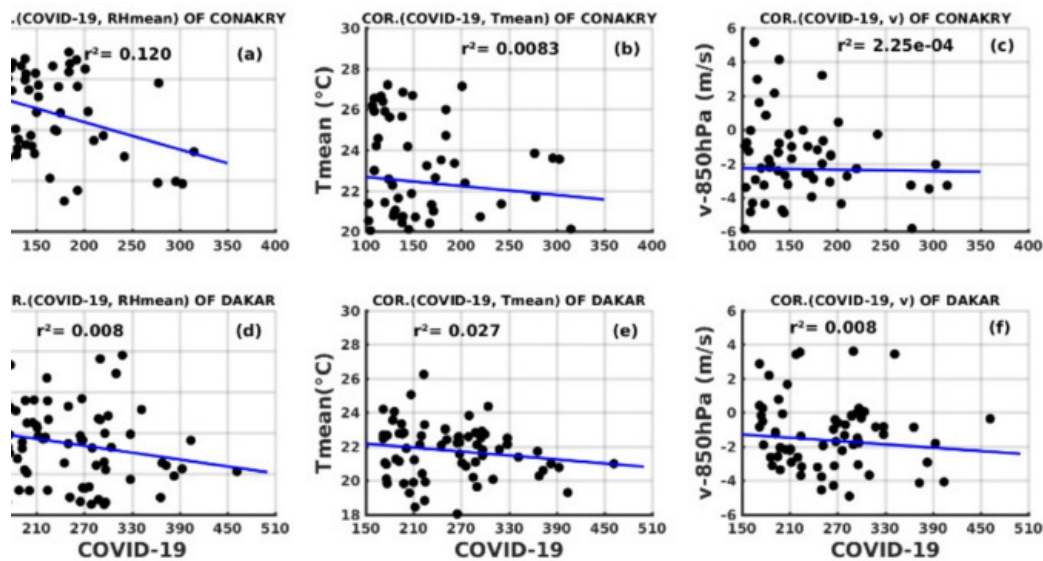 .(COVID-19, RHmean) OF CONAKRY
COR.(COVID-19, Tmean) OF CONAKRY
COR.(COVID-19, v) OF CONAKRY
r²= 0.120
(a)
150 200 250 300 350 400
Tmean (°C)
30
28
26
24
22
20
r²= 0.0083
(b)
100 150 200 250 300 350 400
v-850hPa (m/s)
6
4
2
0
-2
-4
-6
r²= 2.25e-04
(c)
100 150 200 250 300 350 400
R.(COVID-19, RHmean) OF DAKAR
COR.(COVID-19, Tmean) OF DAKAR
COR.(COVID-19, v) OF DAKAR
r²= 0.008
(d)
210 270 330 390 450 510
COVID-19
Tmean(°C)
30
28
26
24
22
20
18
r²= 0.027
(e)
150 210 270 330 390 450 510
COVID-19
v-850hPa (m/s)
6
4
2
0
-2
-4
-6
r²= 0.008
(f)
150 210 270 330 390 450 510
COVID-19